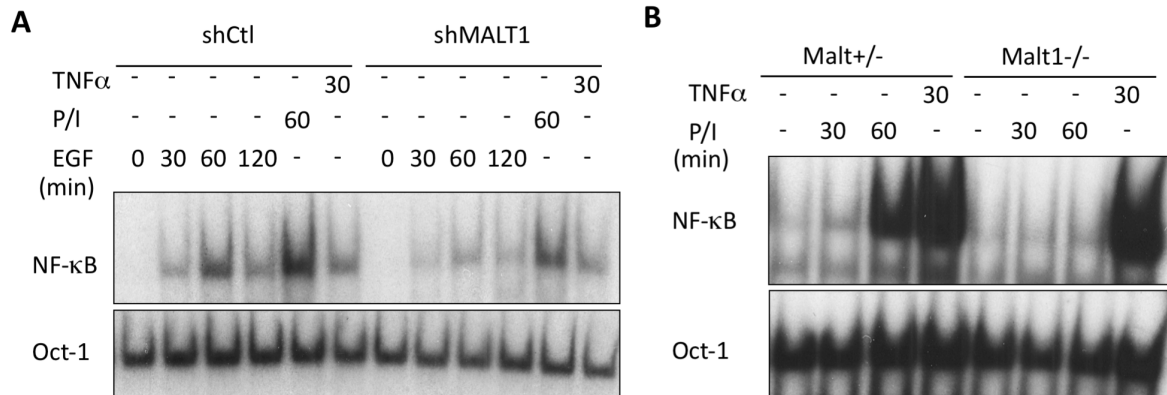 A
shCtl shMALT1
TNFα - - - - - 30 - - - - - 30
P/I - - - - 60 - - - - - 60 -
EGF 0 30 60 120 - - 0 30 60 120 - -
(min)
NF-κB
Oct-1
B
Malt+/- Malt1-/-
TNFα - - - 30 - - - 30
P/I - 30 60 - - 30 60 -
(min)
NF-κB
Oct-1